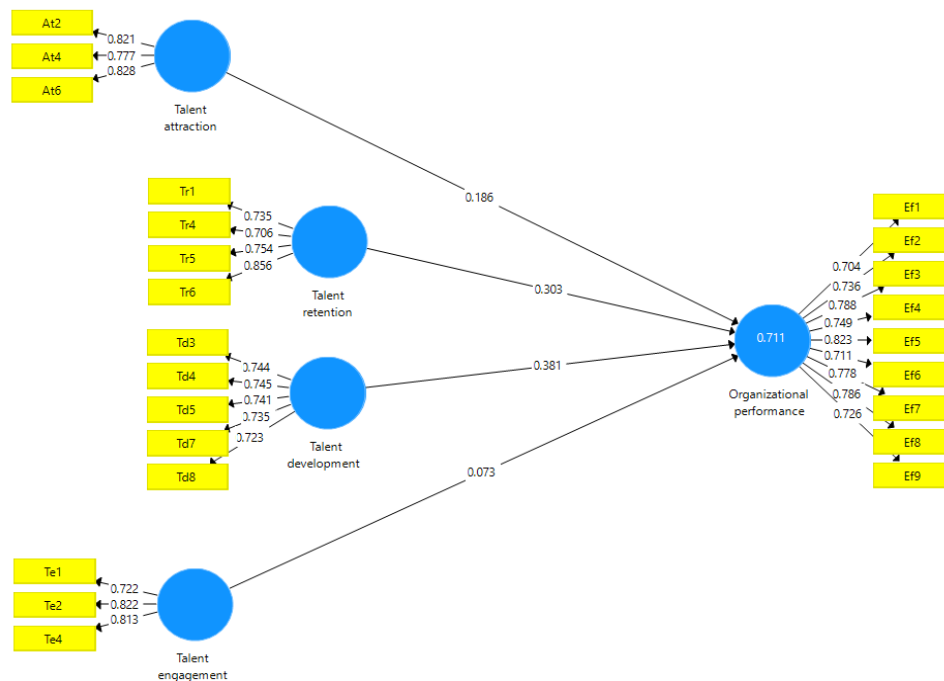 At2
At4
At6
0.821
0.777
0.828
Talent
attraction
0.186
Tr1
Tr4
Tr5
Tr6
0.735
0.706
0.754
0.856
Talent
retention
0.303
Td3
Td4
Td5
Td7
Td8
0.744
0.745
0.741
0.735
0.723
Talent
development
0.381
Te1
Te2
Te4
0.722
0.822
0.813
Talent
engagement
0.073
0.711
Organizational
performance
0.704
0.736
0.788
0.749
0.823
0.711
0.778
0.786
0.726
Ef1
Ef2
Ef3
Ef4
Ef5
Ef6
Ef7
Ef8
Ef9